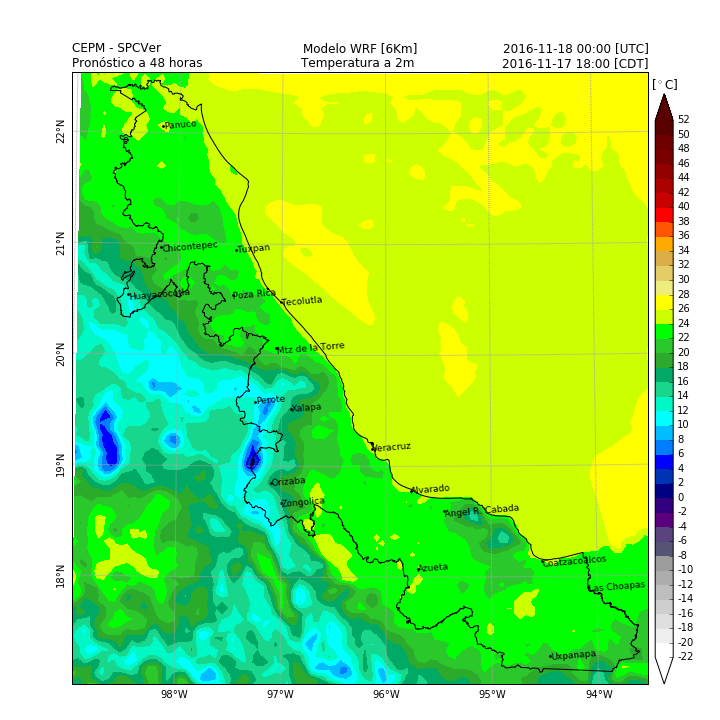 CEPM - SPCVer Modelo WRF [6Km] 2016-11-18 00:00 [UTC]
Pronóstico a 48 horas Temperatura a 2m 2016-11-17 18:00 [CDT]
[°C]
52
50
48
46
44
42
40
38
36
34
32
30
28
26
24
22
20
18
16
14
12
10
8
6
4
2
0
-2
-4
-6
-8
-10
-12
-14
-16
-18
-20
-22
22°N
21°N
20°N
19°N
18°N
Panuco
Chicontepec
Tuxpan
Huayacocotla
Poza Rica
Tecolutla
Mtz de la Torre
Perote
Xalapa
Veracruz
Orizaba
Alvarado
Zongolica
Angel R. Cabada
Azueta
Coatzacoalcos
Las Choapas
Uxpanapa
98°W 97°W 96°W 95°W 94°W